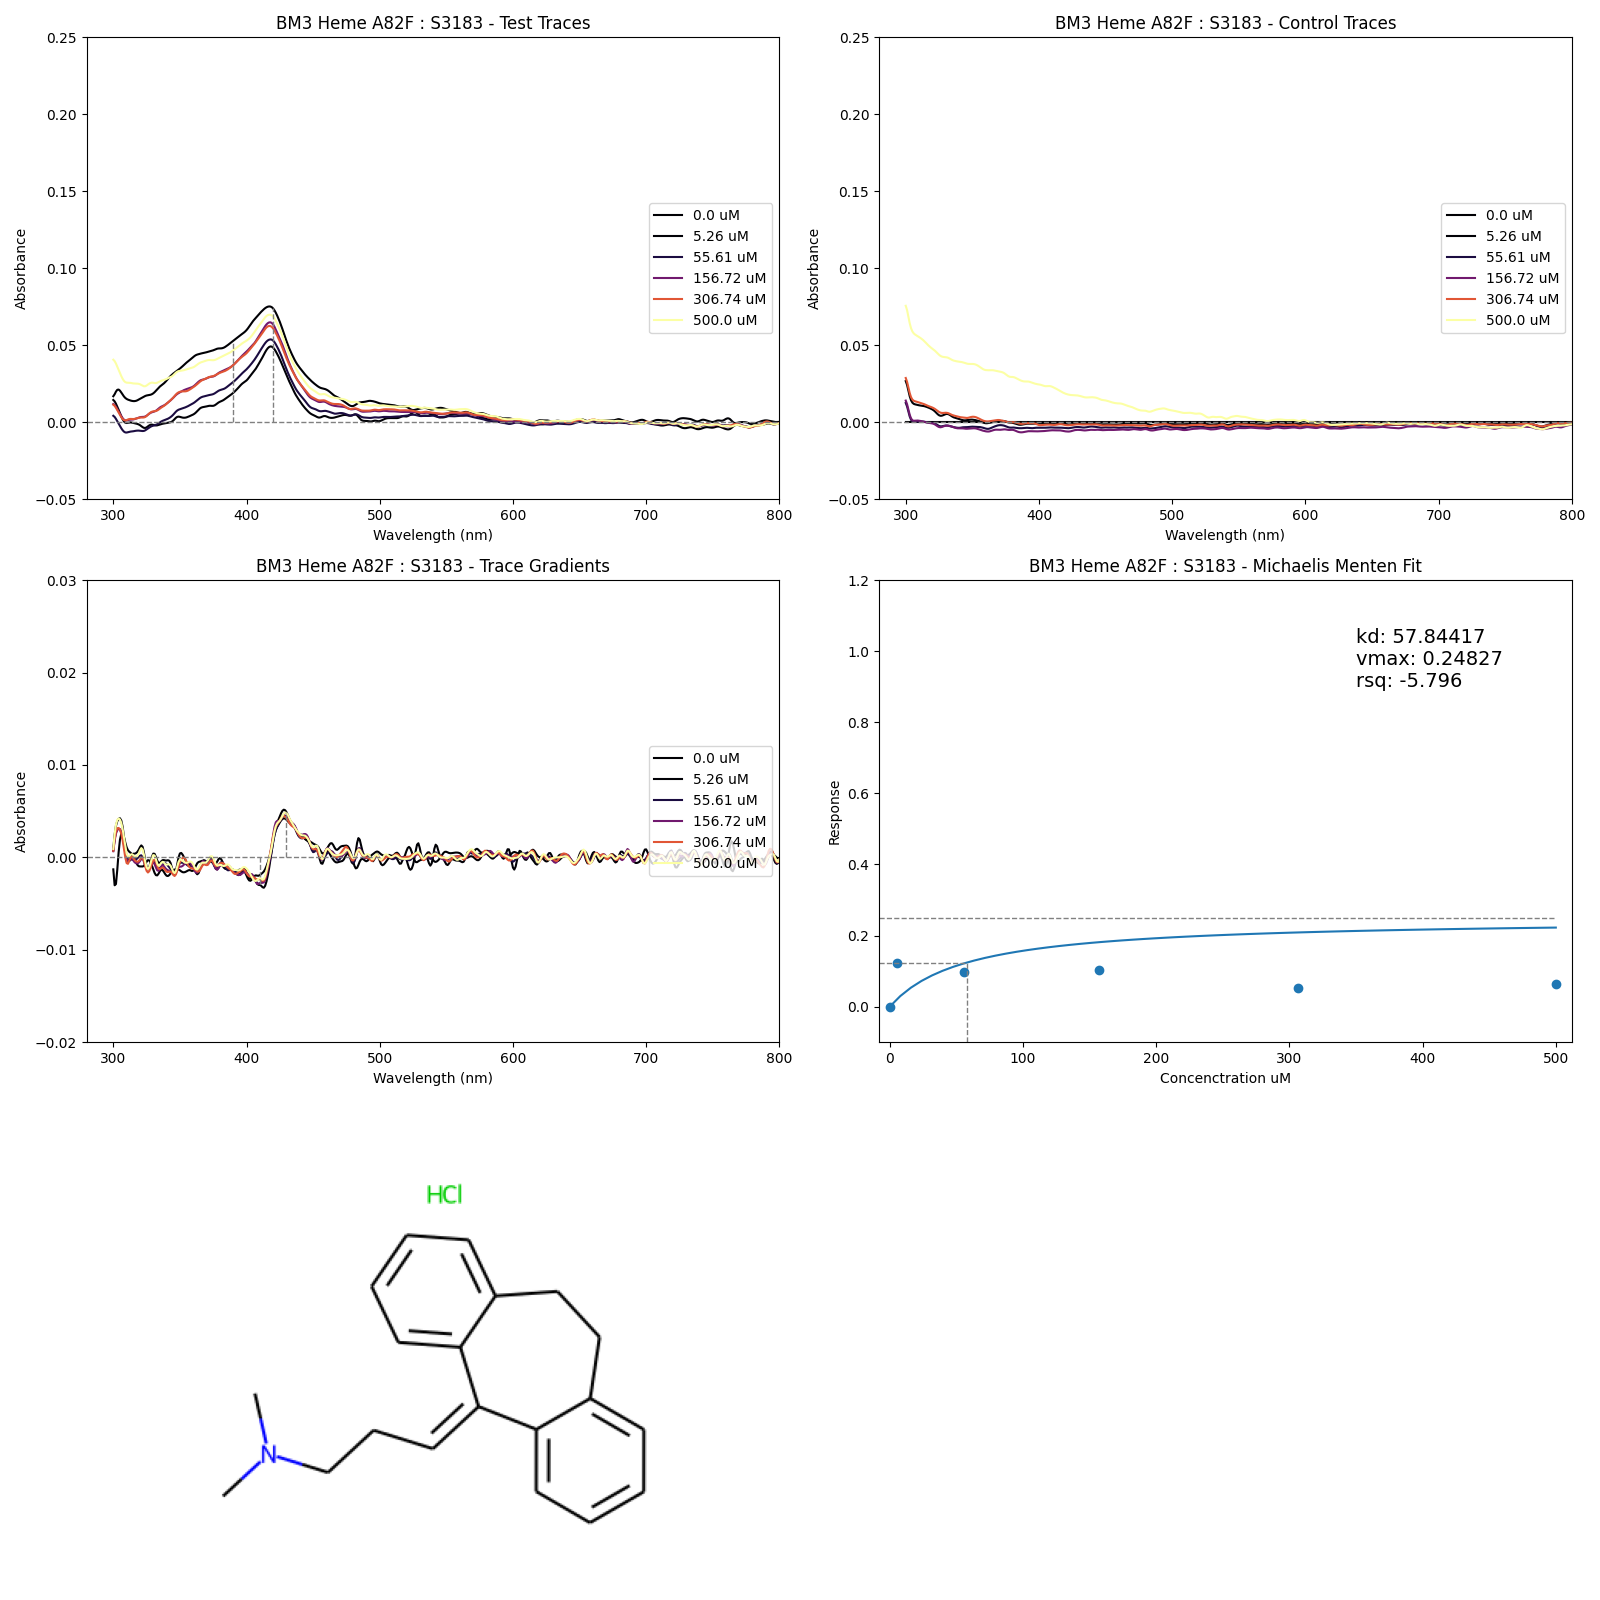 BM3 Heme A82F : S3183 - Test Traces
0.25
0.20
0.15
0.10
0.05
0.00
−0.05
Absorbance
300
400
500
600
700
800
Wavelength (nm)
0.0 uM
5.26 uM
55.61 uM
156.72 uM
306.74 uM
500.0 uM
BM3 Heme A82F : S3183 - Control Traces
0.25
0.20
0.15
0.10
0.05
0.00
−0.05
Absorbance
300
400
500
600
700
800
Wavelength (nm)
0.0 uM
5.26 uM
55.61 uM
156.72 uM
306.74 uM
500.0 uM
BM3 Heme A82F : S3183 - Trace Gradients
0.03
0.02
0.01
0.00
−0.01
−0.02
Absorbance
300
400
500
600
700
800
Wavelength (nm)
0.0 uM
5.26 uM
55.61 uM
156.72 uM
306.74 uM
500.0 uM
BM3 Heme A82F : S3183 - Michaelis Menten Fit
1.2
1.0
0.8
0.6
0.4
0.2
0.0
Response
0
100
200
300
400
500
Concenctration uM
kd: 57.84417
vmax: 0.24827
rsq: -5.796
HCl
N